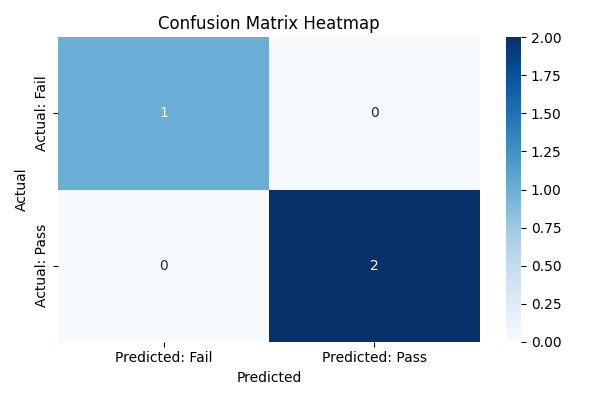 Confusion Matrix Heatmap
Actual
Actual: Fail
1
0
Actual: Pass
0
2
Predicted: Fail
Predicted: Pass
Predicted
2.00
1.75
1.50
1.25
1.00
0.75
0.50
0.25
0.00